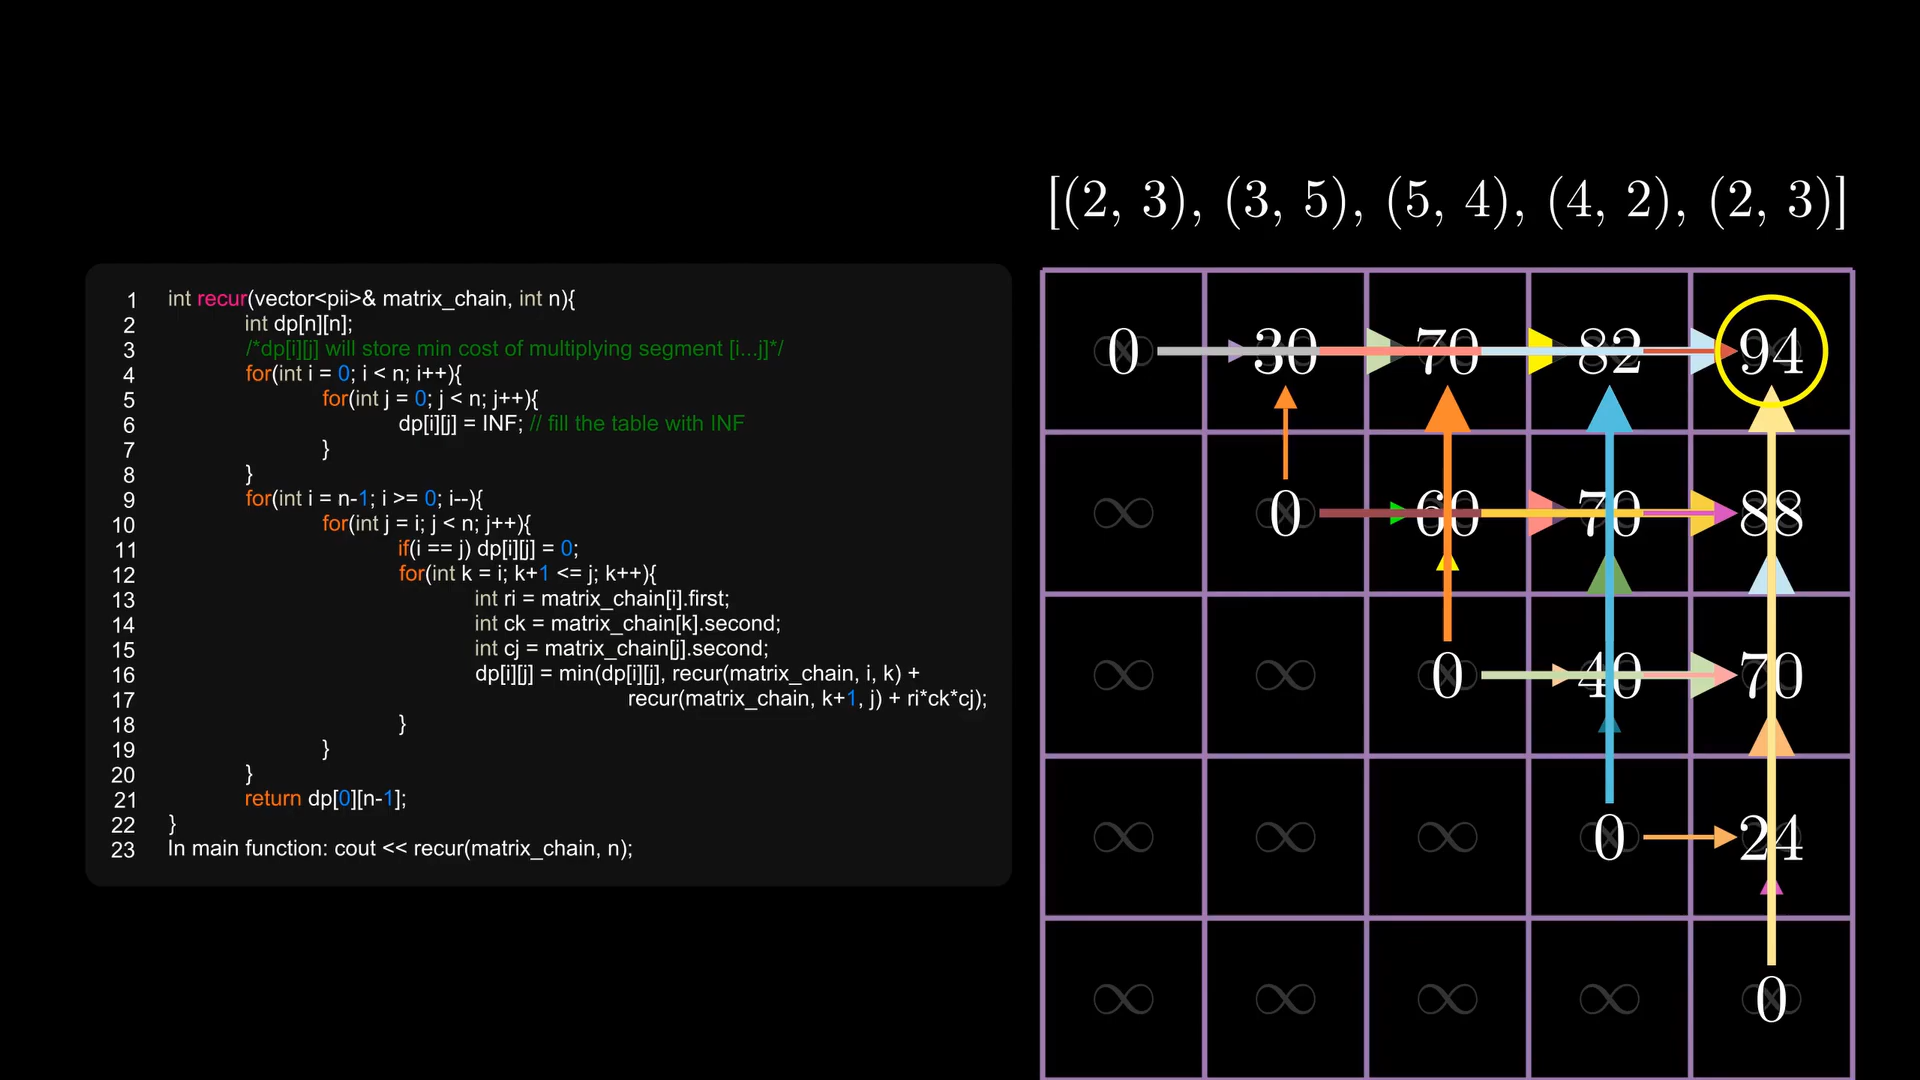 [(2, 3), (3, 5), (5, 4), (4, 2), (2, 3)]
1 int recur(vector<pii>& matrix_chain, int n){
2 int dp[n][n];
3 /*dp[i][j] will store min cost of multiplying segment [i...j]*/
4 for(int i = 0; i < n; i++){
5 for(int j = 0; j < n; j++){
6 dp[i][j] = INF; // fill the table with INF
7 }
8 }
9 for(int i = n-1; i >= 0; i--){
10 for(int j = i; j < n; j++){
11 if(i == j) dp[i][j] = 0;
12 for(int k = i; k+1 <= j; k++){
13 int ri = matrix_chain[i].first;
14 int ck = matrix_chain[k].second;
15 int cj = matrix_chain[j].second;
16 dp[i][j] = min(dp[i][j], recur(matrix_chain, i, k) +
17 recur(matrix_chain, k+1, j) + ri*ck*cj);
18 }
19 }
20 }
21 return dp[0][n-1];
22 }
23 In main function: cout << recur(matrix_chain, n);
0 30 70 82 94
∞ 0 60 70 88
∞ ∞ 0 40 70
∞ ∞ ∞ 0 24
∞ ∞ ∞ ∞ 0